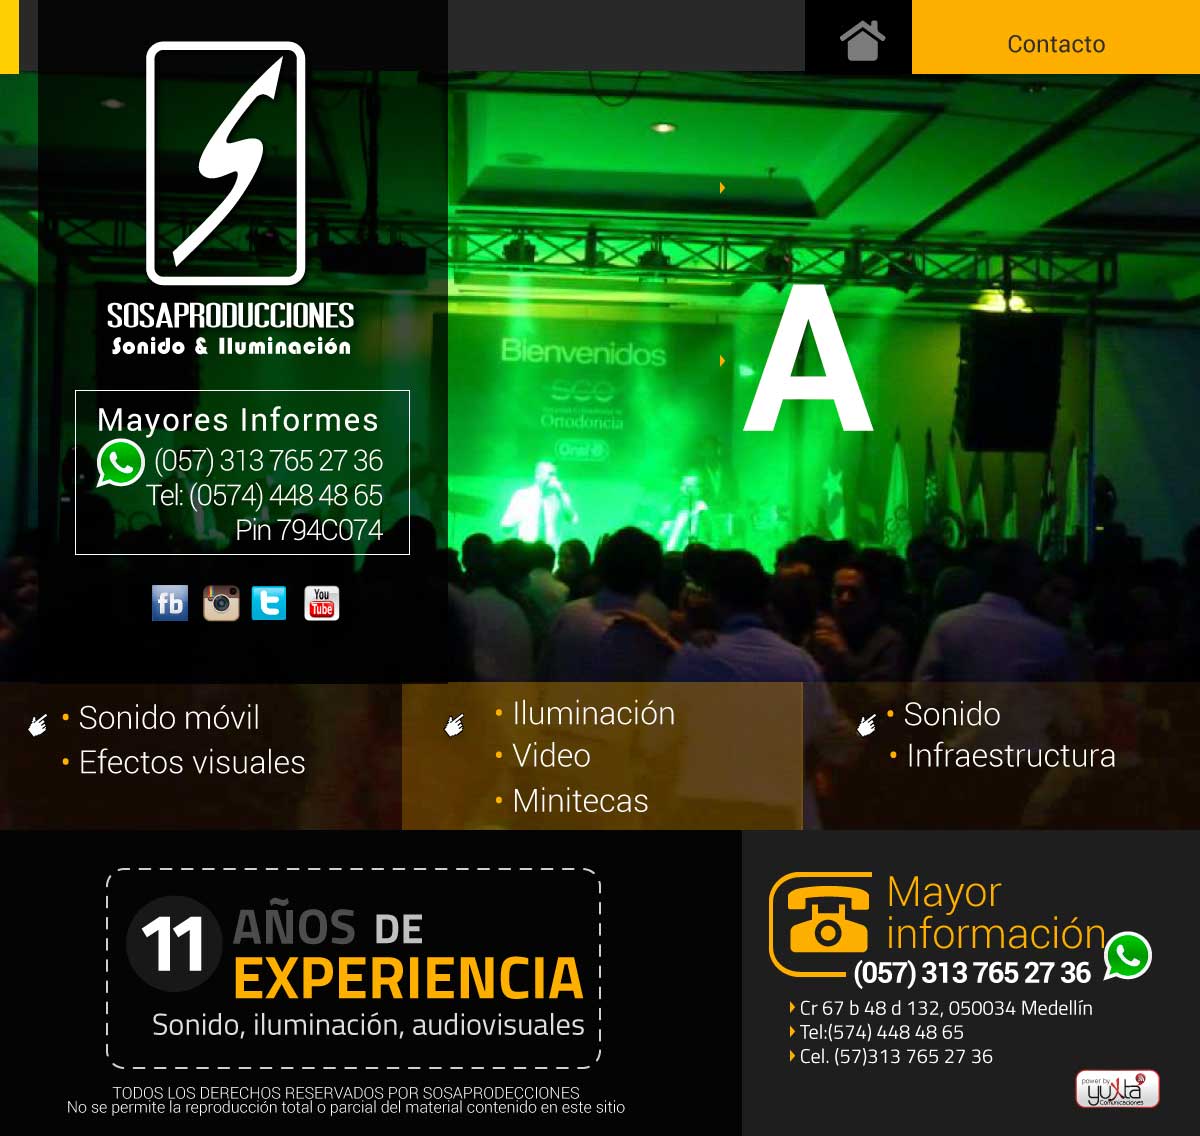 Contacto
SOSAPRODUCCIONES
Sonido & Iluminación
Mayores Informes
(057) 313 765 27 36
Tel: (0574) 448 48 65
Pin 794C074
fb
You
Tube
Bienvenidos
Ortodoncia
Oral-B
A
• Sonido móvil
• Efectos visuales
• Iluminación
• Video
• Minitecas
• Sonido
• Infraestructura
11 AÑOS DE
EXPERIENCIA
Sonido, iluminación, audiovisuales
TODOS LOS DERECHOS RESERVADOS POR SOSAPRODECCIONES
No se permite la reproducción total o parcial del material contenido en este sitio
Mayor
información
(057) 313 765 27 36
Cr 67 b 48 d 132, 050034 Medellín
Tel:(574) 448 48 65
Cel. (57)313 765 27 36
power by
yuxta
Comunicaciones